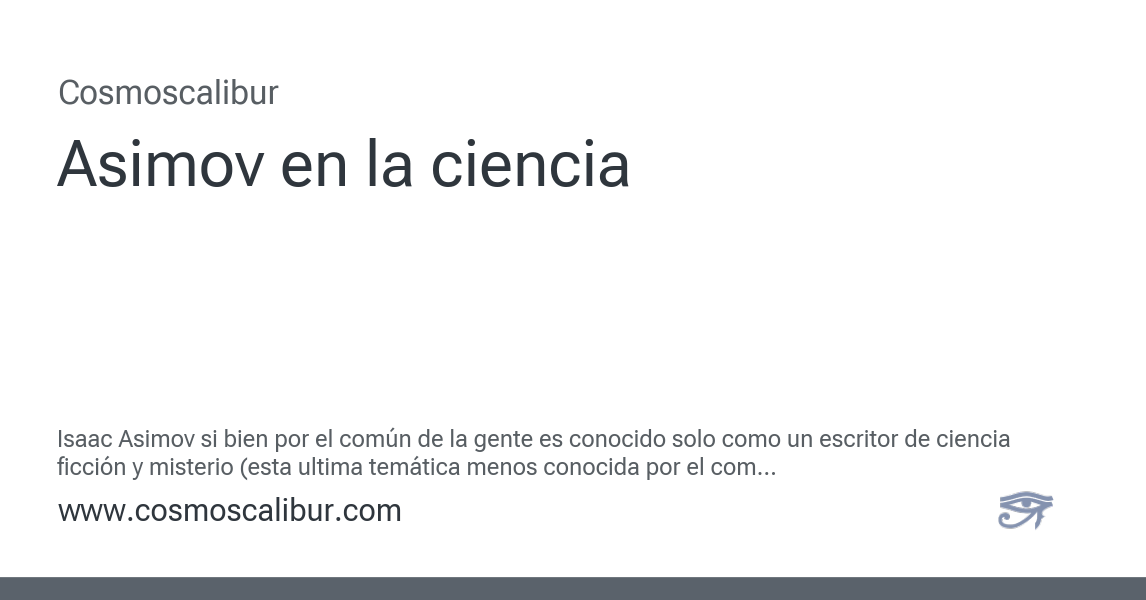 Cosmoscalibur
Asimov en la ciencia
Isaac Asimov si bien por el común de la gente es conocido solo como un escritor de ciencia
ficción y misterio (esta ultima temática menos conocida por el com...
www.cosmoscalibur.com